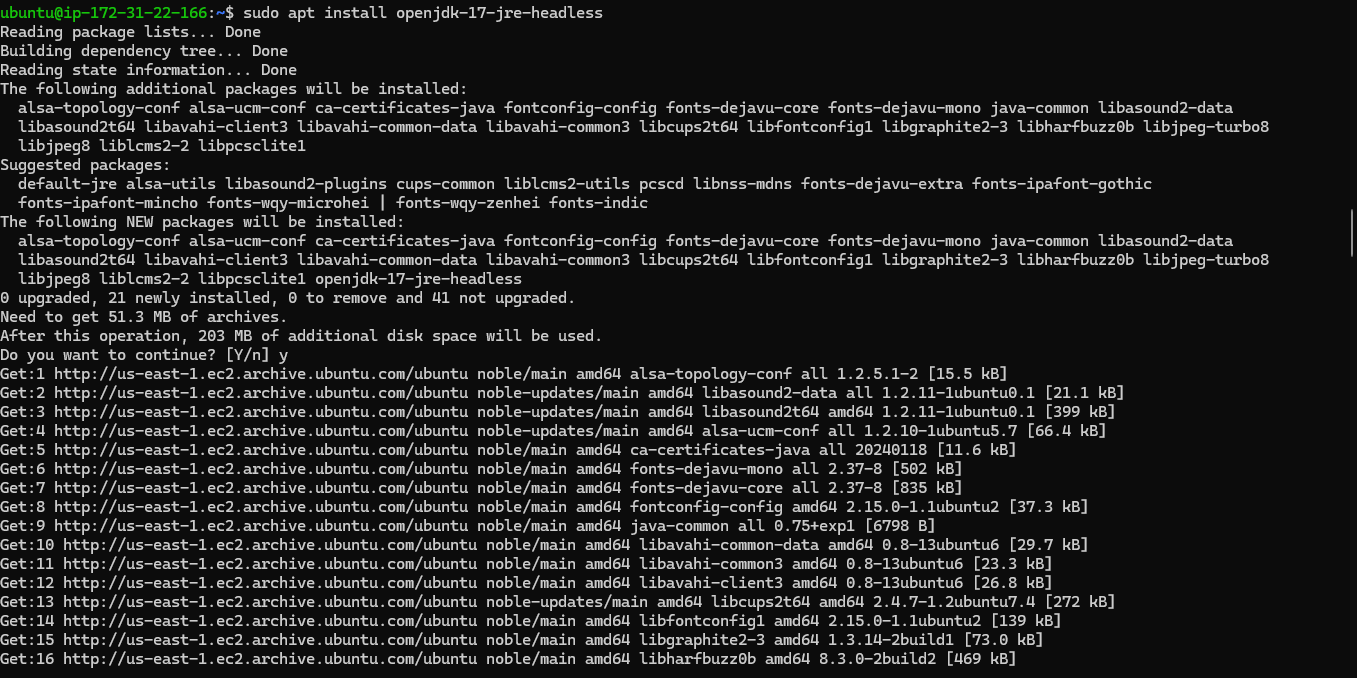 ubuntu@ip-172-31-22-166:~$ sudo apt install openjdk-17-jre-headless
Reading package lists... Done
Building dependency tree... Done
Reading state information... Done
The following additional packages will be installed:
  alsa-topology-conf alsa-ucm-conf ca-certificates-java fontconfig-config fonts-dejavu-core fonts-dejavu-mono java-common libasound2-data
  libasound2t64 libavahi-client3 libavahi-common-data libavahi-common3 libcups2t64 libfontconfig1 libgraphite2-3 libharfbuzz0b libjpeg-turbo8
  libjpeg8 liblcms2-2 libpcsclite1
Suggested packages:
  default-jre alsa-utils libasound2-plugins cups-common liblcms2-utils pcscd libnss-mdns fonts-dejavu-extra fonts-ipafont-gothic
  fonts-ipafont-mincho fonts-wqy-microhei | fonts-wqy-zenhei fonts-indic
The following NEW packages will be installed:
  alsa-topology-conf alsa-ucm-conf ca-certificates-java fontconfig-config fonts-dejavu-core fonts-dejavu-mono java-common libasound2-data
  libasound2t64 libavahi-client3 libavahi-common-data libavahi-common3 libcups2t64 libfontconfig1 libgraphite2-3 libharfbuzz0b libjpeg-turbo8
  libjpeg8 liblcms2-2 libpcsclite1 openjdk-17-jre-headless
0 upgraded, 21 newly installed, 0 to remove and 41 not upgraded.
Need to get 51.3 MB of archives.
After this operation, 203 MB of additional disk space will be used.
Do you want to continue? [Y/n] y
Get:1 http://us-east-1.ec2.archive.ubuntu.com/ubuntu noble/main amd64 alsa-topology-conf all 1.2.5.1-2 [15.5 kB]
Get:2 http://us-east-1.ec2.archive.ubuntu.com/ubuntu noble-updates/main amd64 libasound2-data all 1.2.11-1ubuntu0.1 [21.1 kB]
Get:3 http://us-east-1.ec2.archive.ubuntu.com/ubuntu noble-updates/main amd64 libasound2t64 amd64 1.2.11-1ubuntu0.1 [399 kB]
Get:4 http://us-east-1.ec2.archive.ubuntu.com/ubuntu noble-updates/main amd64 alsa-ucm-conf all 1.2.10-1ubuntu5.7 [66.4 kB]
Get:5 http://us-east-1.ec2.archive.ubuntu.com/ubuntu noble/main amd64 ca-certificates-java all 20240118 [11.6 kB]
Get:6 http://us-east-1.ec2.archive.ubuntu.com/ubuntu noble/main amd64 fonts-dejavu-mono all 2.37-8 [502 kB]
Get:7 http://us-east-1.ec2.archive.ubuntu.com/ubuntu noble/main amd64 fonts-dejavu-core all 2.37-8 [835 kB]
Get:8 http://us-east-1.ec2.archive.ubuntu.com/ubuntu noble/main amd64 fontconfig-config amd64 2.15.0-1.1ubuntu2 [37.3 kB]
Get:9 http://us-east-1.ec2.archive.ubuntu.com/ubuntu noble/main amd64 java-common all 0.75+exp1 [6798 B]
Get:10 http://us-east-1.ec2.archive.ubuntu.com/ubuntu noble/main amd64 libavahi-common-data amd64 0.8-13ubuntu6 [29.7 kB]
Get:11 http://us-east-1.ec2.archive.ubuntu.com/ubuntu noble/main amd64 libavahi-common3 amd64 0.8-13ubuntu6 [23.3 kB]
Get:12 http://us-east-1.ec2.archive.ubuntu.com/ubuntu noble/main amd64 libavahi-client3 amd64 0.8-13ubuntu6 [26.8 kB]
Get:13 http://us-east-1.ec2.archive.ubuntu.com/ubuntu noble-updates/main amd64 libcups2t64 amd64 2.4.7-1.2ubuntu7.4 [272 kB]
Get:14 http://us-east-1.ec2.archive.ubuntu.com/ubuntu noble/main amd64 libfontconfig1 amd64 2.15.0-1.1ubuntu2 [139 kB]
Get:15 http://us-east-1.ec2.archive.ubuntu.com/ubuntu noble/main amd64 libgraphite2-3 amd64 1.3.14-2build1 [73.0 kB]
Get:16 http://us-east-1.ec2.archive.ubuntu.com/ubuntu noble/main amd64 libharfbuzz0b amd64 8.3.0-2build2 [469 kB]